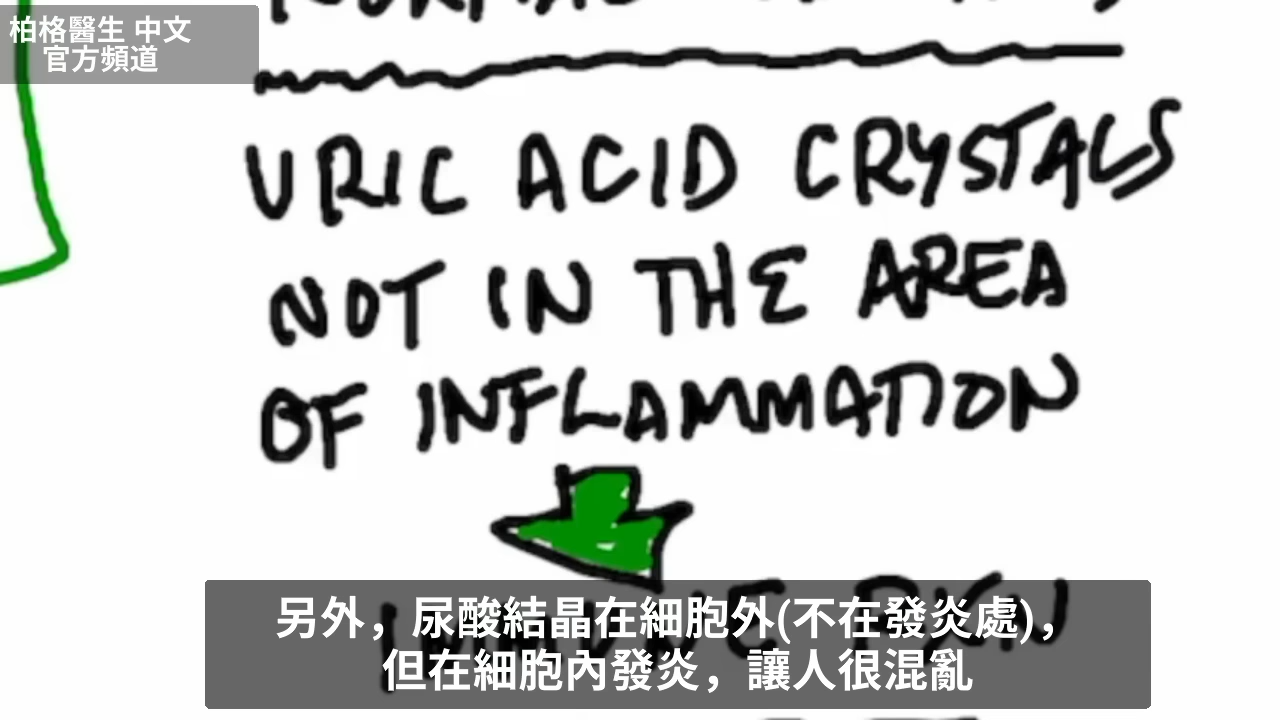 柏格醫生 中文
官方頻道
URIC ACID CRYSTALS
NOT IN THE AREA
OF INFLAMMATION
另外，尿酸結晶在細胞外(不在發炎處)，
但在細胞內發炎，讓人很混亂